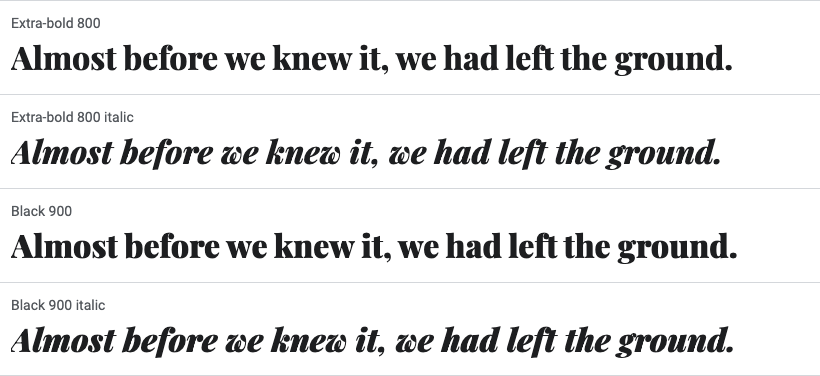 Extra-bold 800
Almost before we knew it, we had left the ground.
Extra-bold 800 italic
Almost before we knew it, we had left the ground.
Black 900
Almost before we knew it, we had left the ground.
Black 900 italic
Almost before we knew it, we had left the ground.